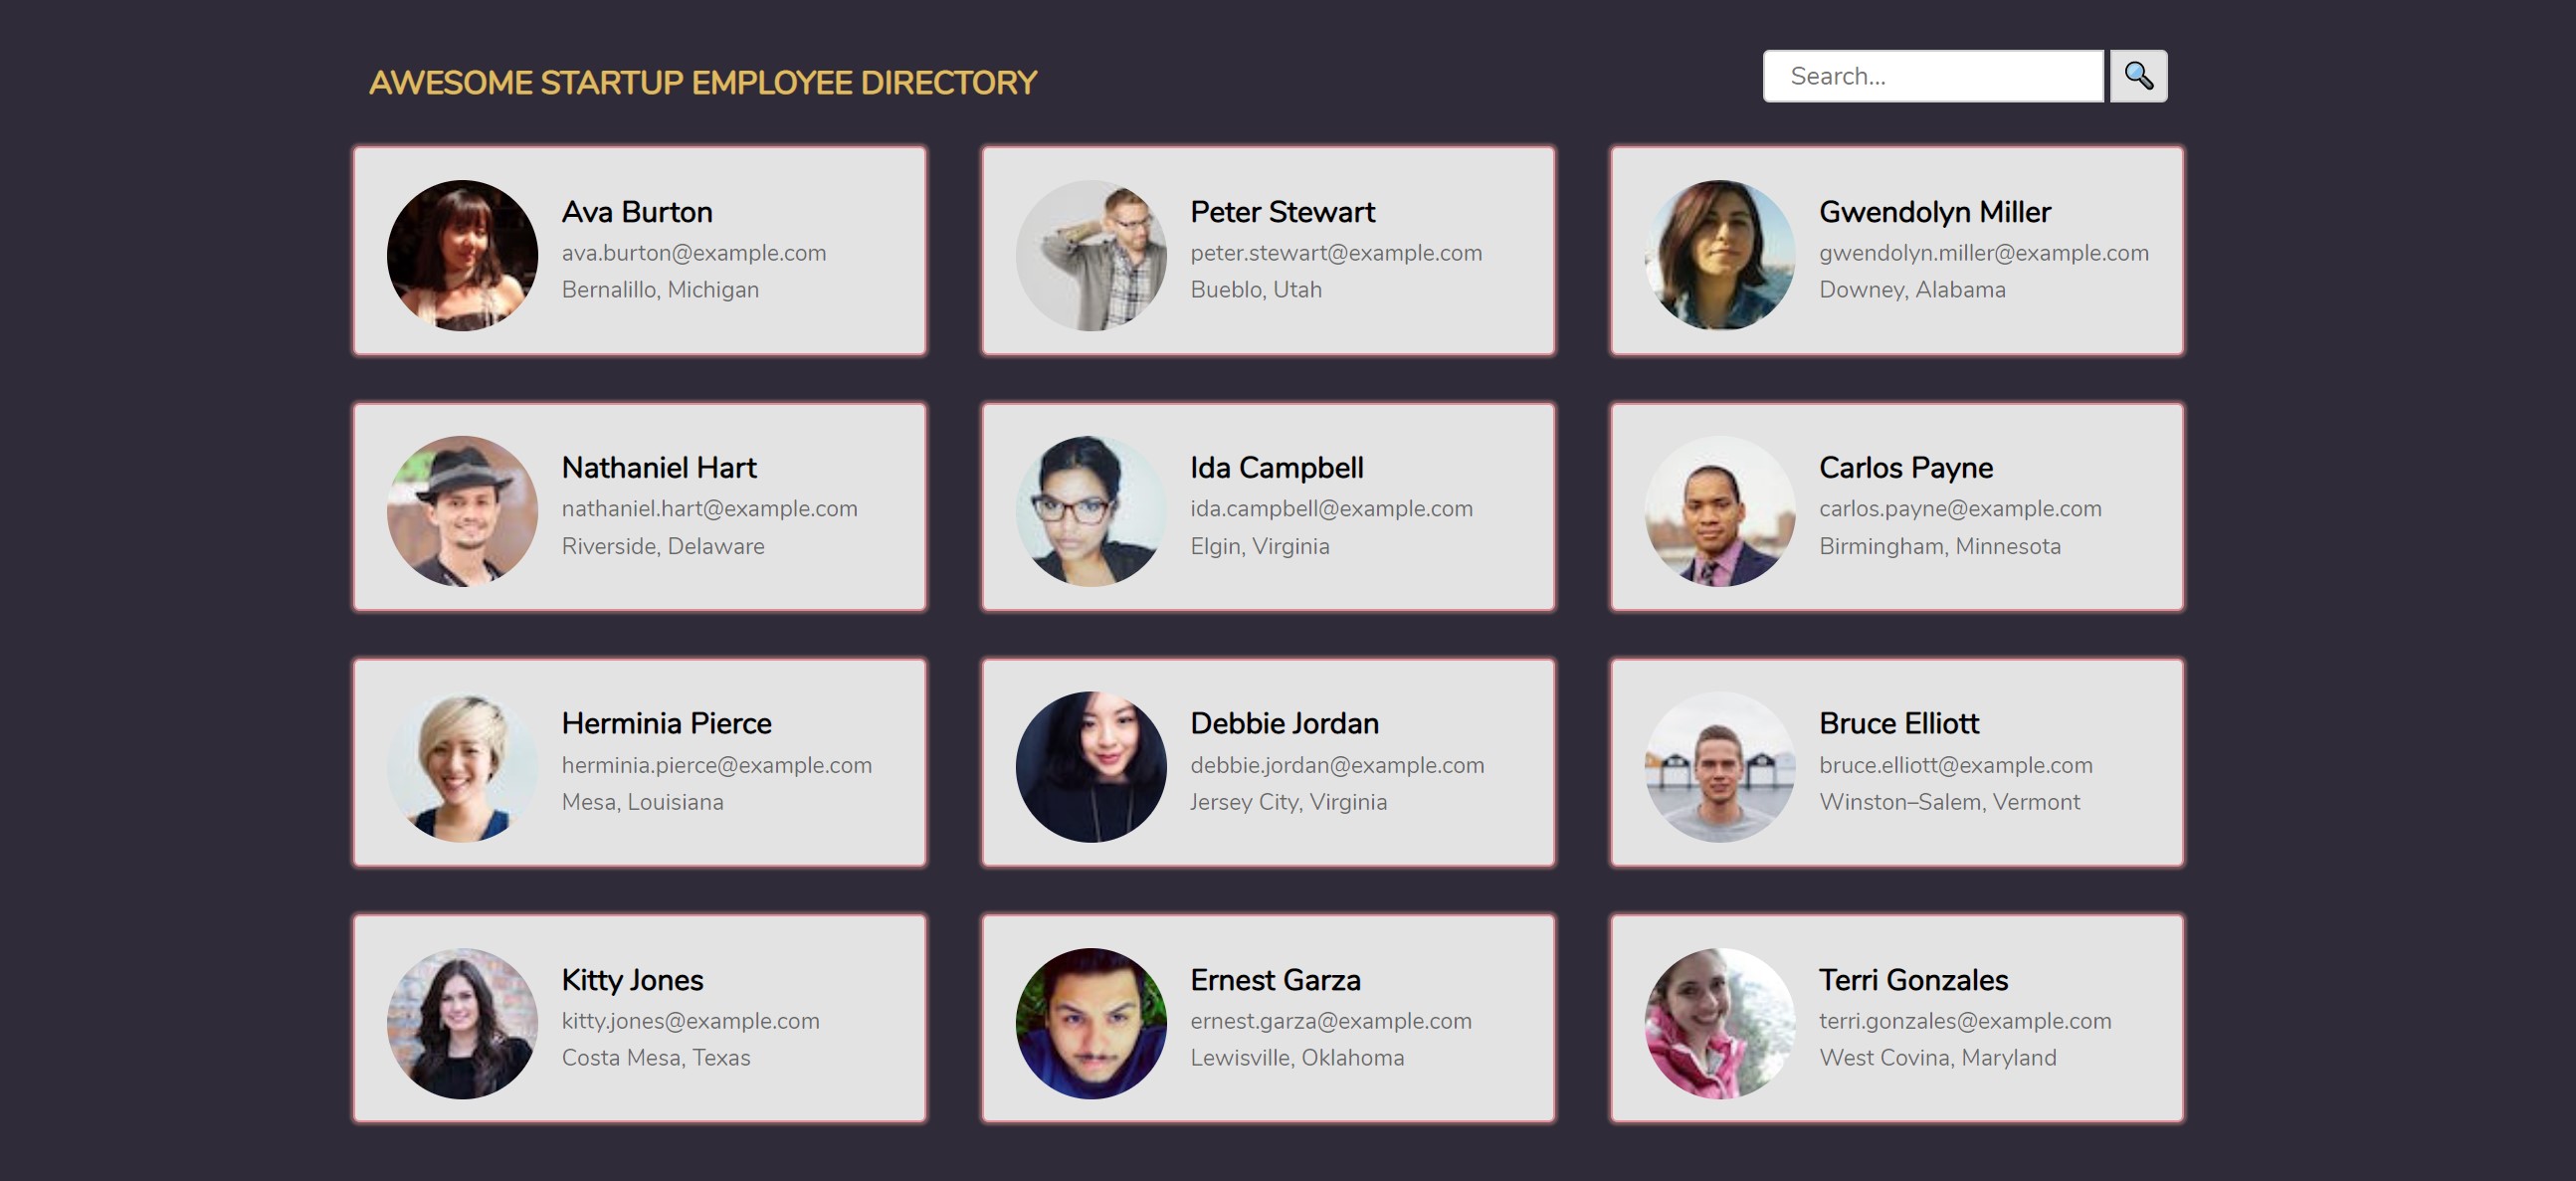 AWESOME STARTUP EMPLOYEE DIRECTORY
Search...
Ava Burton
ava.burton@example.com
Bernalillo, Michigan
Peter Stewart
peter.stewart@example.com
Bueblo, Utah
Gwendolyn Miller
gwendolyn.miller@example.com
Downey, Alabama
Nathaniel Hart
nathaniel.hart@example.com
Riverside, Delaware
Ida Campbell
ida.campbell@example.com
Elgin, Virginia
Carlos Payne
carlos.payne@example.com
Birmingham, Minnesota
Herminia Pierce
herminia.pierce@example.com
Mesa, Louisiana
Debbie Jordan
debbie.jordan@example.com
Jersey City, Virginia
Bruce Elliott
bruce.elliott@example.com
Winston–Salem, Vermont
Kitty Jones
kitty.jones@example.com
Costa Mesa, Texas
Ernest Garza
ernest.garza@example.com
Lewisville, Oklahoma
Terri Gonzales
terri.gonzales@example.com
West Covina, Maryland